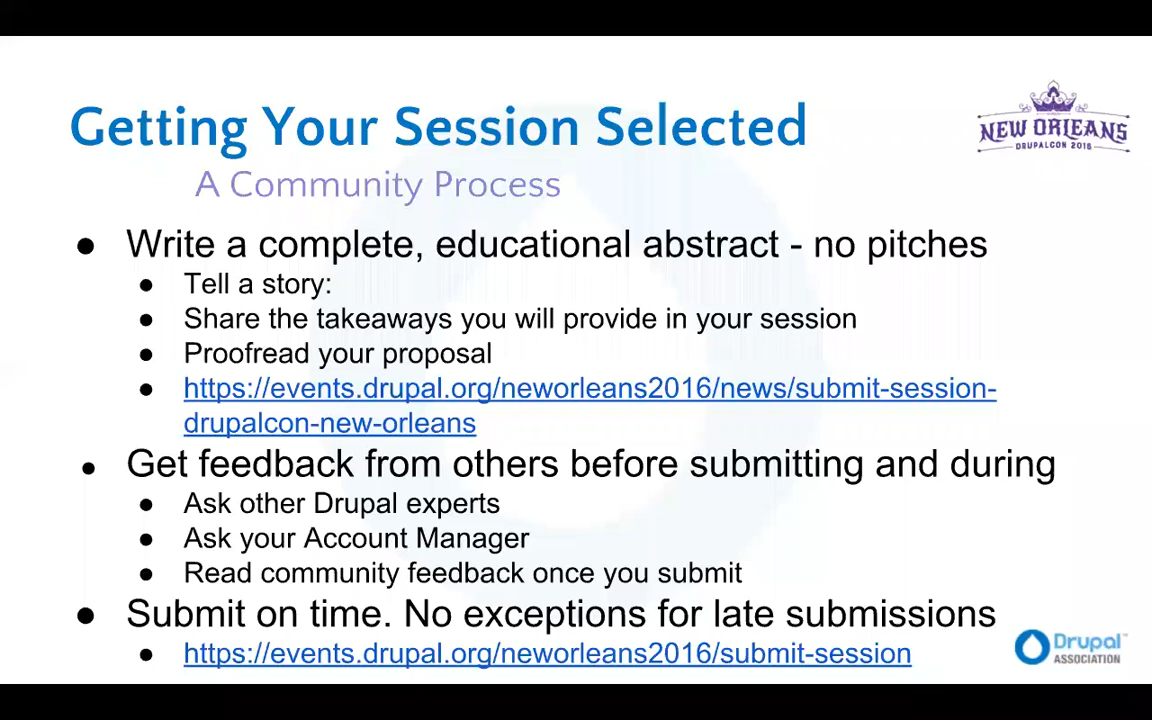 Getting Your Session Selected
NEW ORLEANS
DRUPALCON 2016
A Community Process
● Write a complete, educational abstract - no pitches
● Tell a story:
● Share the takeaways you will provide in your session
● Proofread your proposal
● https://events.drupal.org/neworleans2016/news/submit-session-
drupalcon-new-orleans
● Get feedback from others before submitting and during
● Ask other Drupal experts
● Ask your Account Manager
● Read community feedback once you submit
● Submit on time. No exceptions for late submissions
● https://events.drupal.org/neworleans2016/submit-session
Drupal™
ASSOCIATION